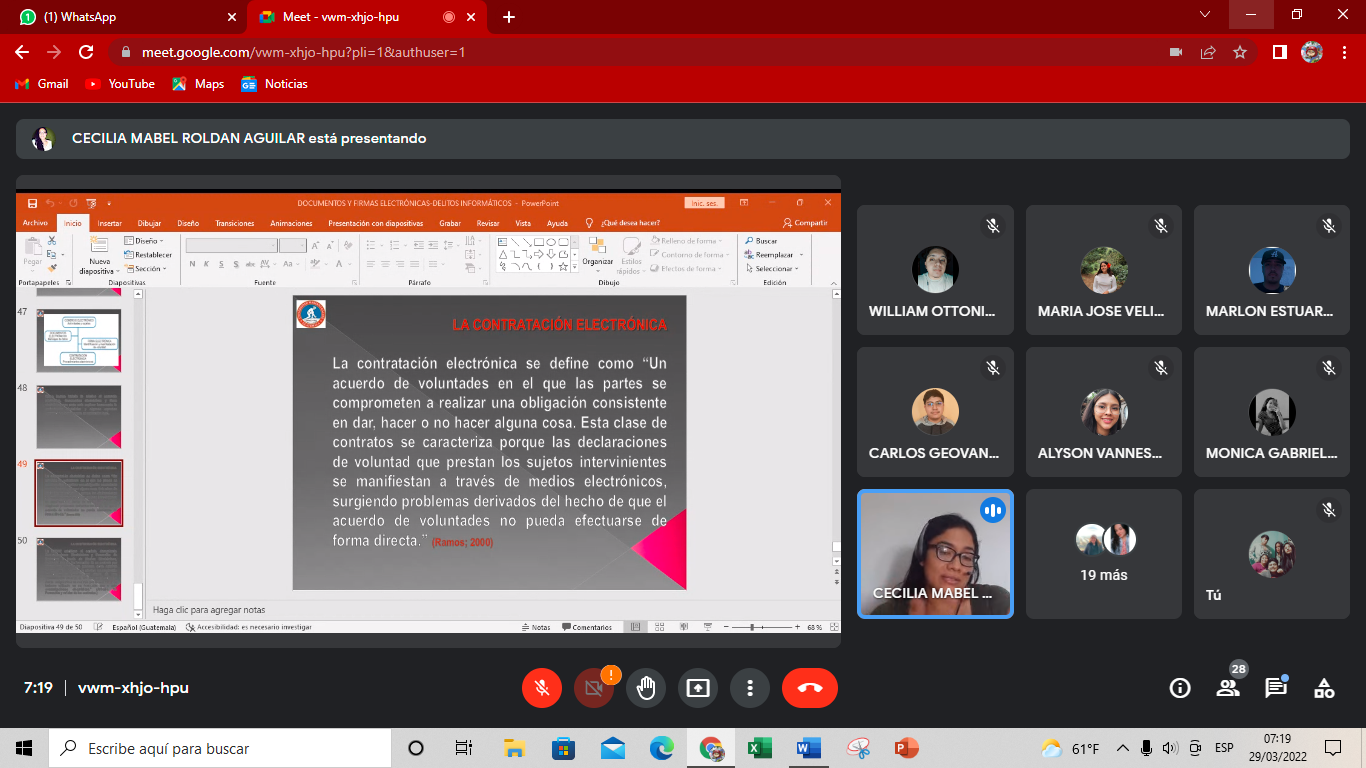 (1) WhatsApp
Meet - vwm-xhjo-hpu
meet.google.com/vwm-xhjo-hpu?pli=1&authuser=1
Gmail
YouTube
Maps
Noticias
CECILIA MABEL ROLDAN AGUILAR está presentando
DOCUMENTOS Y FIRMAS ELECTRÓNICAS-DELITOS INFORMÁTICOS - PowerPoint
Inic. ses.
Archivo Inicio Insertar Dibujar Diseño Transiciones Animaciones Presentación con diapositivas Grabar Revisar Vista Ayuda ¿Qué desea hacer? Compartir
Pegar
Nueva diapositiva
Diseño
Restablecer
Sección
Organizar
Estilos rápidos
Relleno de forma
Contorno de forma
Efectos de forma
Buscar
Reemplazar
Seleccionar
Portapapeles Diapositivas Fuente Párrafo Dibujo Edición
47
48
49
50
LA CONTRATACIÓN ELECTRÓNICA
La contratación electrónica se define como “Un
acuerdo de voluntades en el que las partes se
comprometen a realizar una obligación consistente
en dar, hacer o no hacer alguna cosa. Esta clase de
contratos se caracteriza porque las declaraciones
de voluntad que prestan los sujetos intervinientes
se manifiestan a través de medios electrónicos,
surgiendo problemas derivados del hecho de que el
acuerdo de voluntades no pueda efectuarse de
forma directa.¨ (Ramos; 2000)
Haga clic para agregar notas
Diapositiva 49 de 50 Español (Guatemala) Accesibilidad: es necesario investigar Notas Comentarios 68 %
WILLIAM OTTONI...
MARIA JOSE VELI...
MARLON ESTUAR...
CARLOS GEOVAN...
ALYSON VANNES...
MONICA GABRIEL...
CECILIA MABEL ...
19 más
Tú
7:19 | vwm-xhjo-hpu
28
Escribe aquí para buscar
61°F
ESP
07:19
29/03/2022